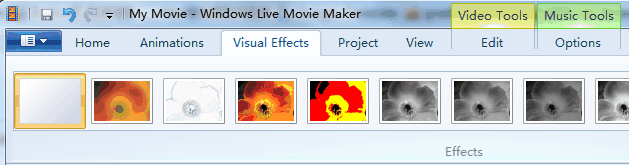 My Movie - Windows Live Movie Maker
Video Tools
Music Tools
Home
Animations
Visual Effects
Project
View
Edit
Options
Effects